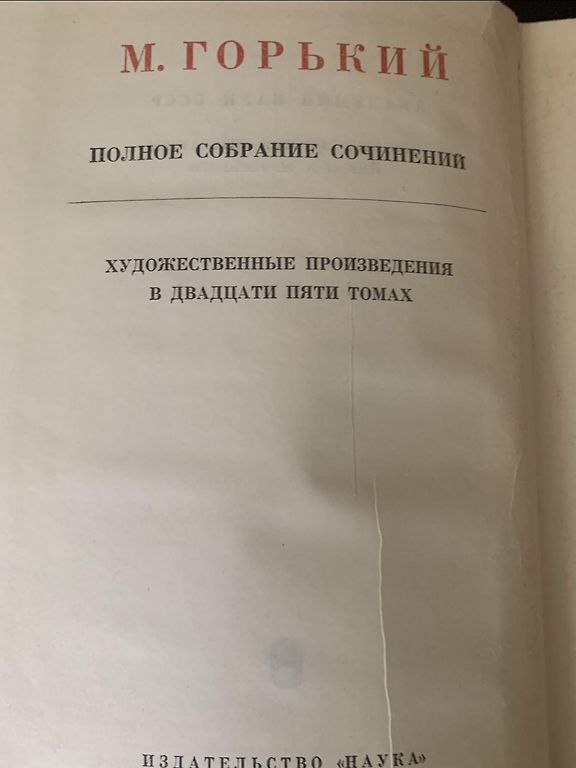 М. ГОРЬКИЙ
ПОЛНОЕ СОБРАНИЕ СОЧИНЕНИЙ
ХУДОЖЕСТВЕННЫЕ ПРОИЗВЕДЕНИЯ
В ДВАДЦАТИ ПЯТИ ТОМАХ
ИЗДАТЕЛЬСТВО «НАУКА»